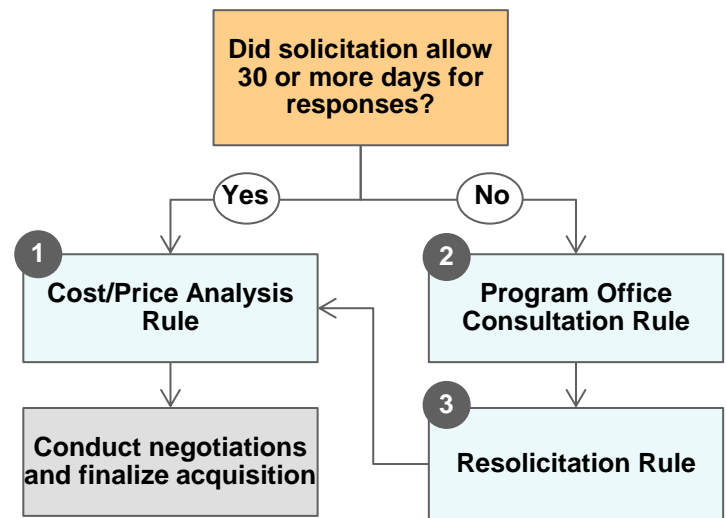 Did solicitation allow
30 or more days for
responses?
Yes
No
1
Cost/Price Analysis
Rule
2
Program Office
Consultation Rule
Conduct negotiations
and finalize acquisition
3
Resolicitation Rule